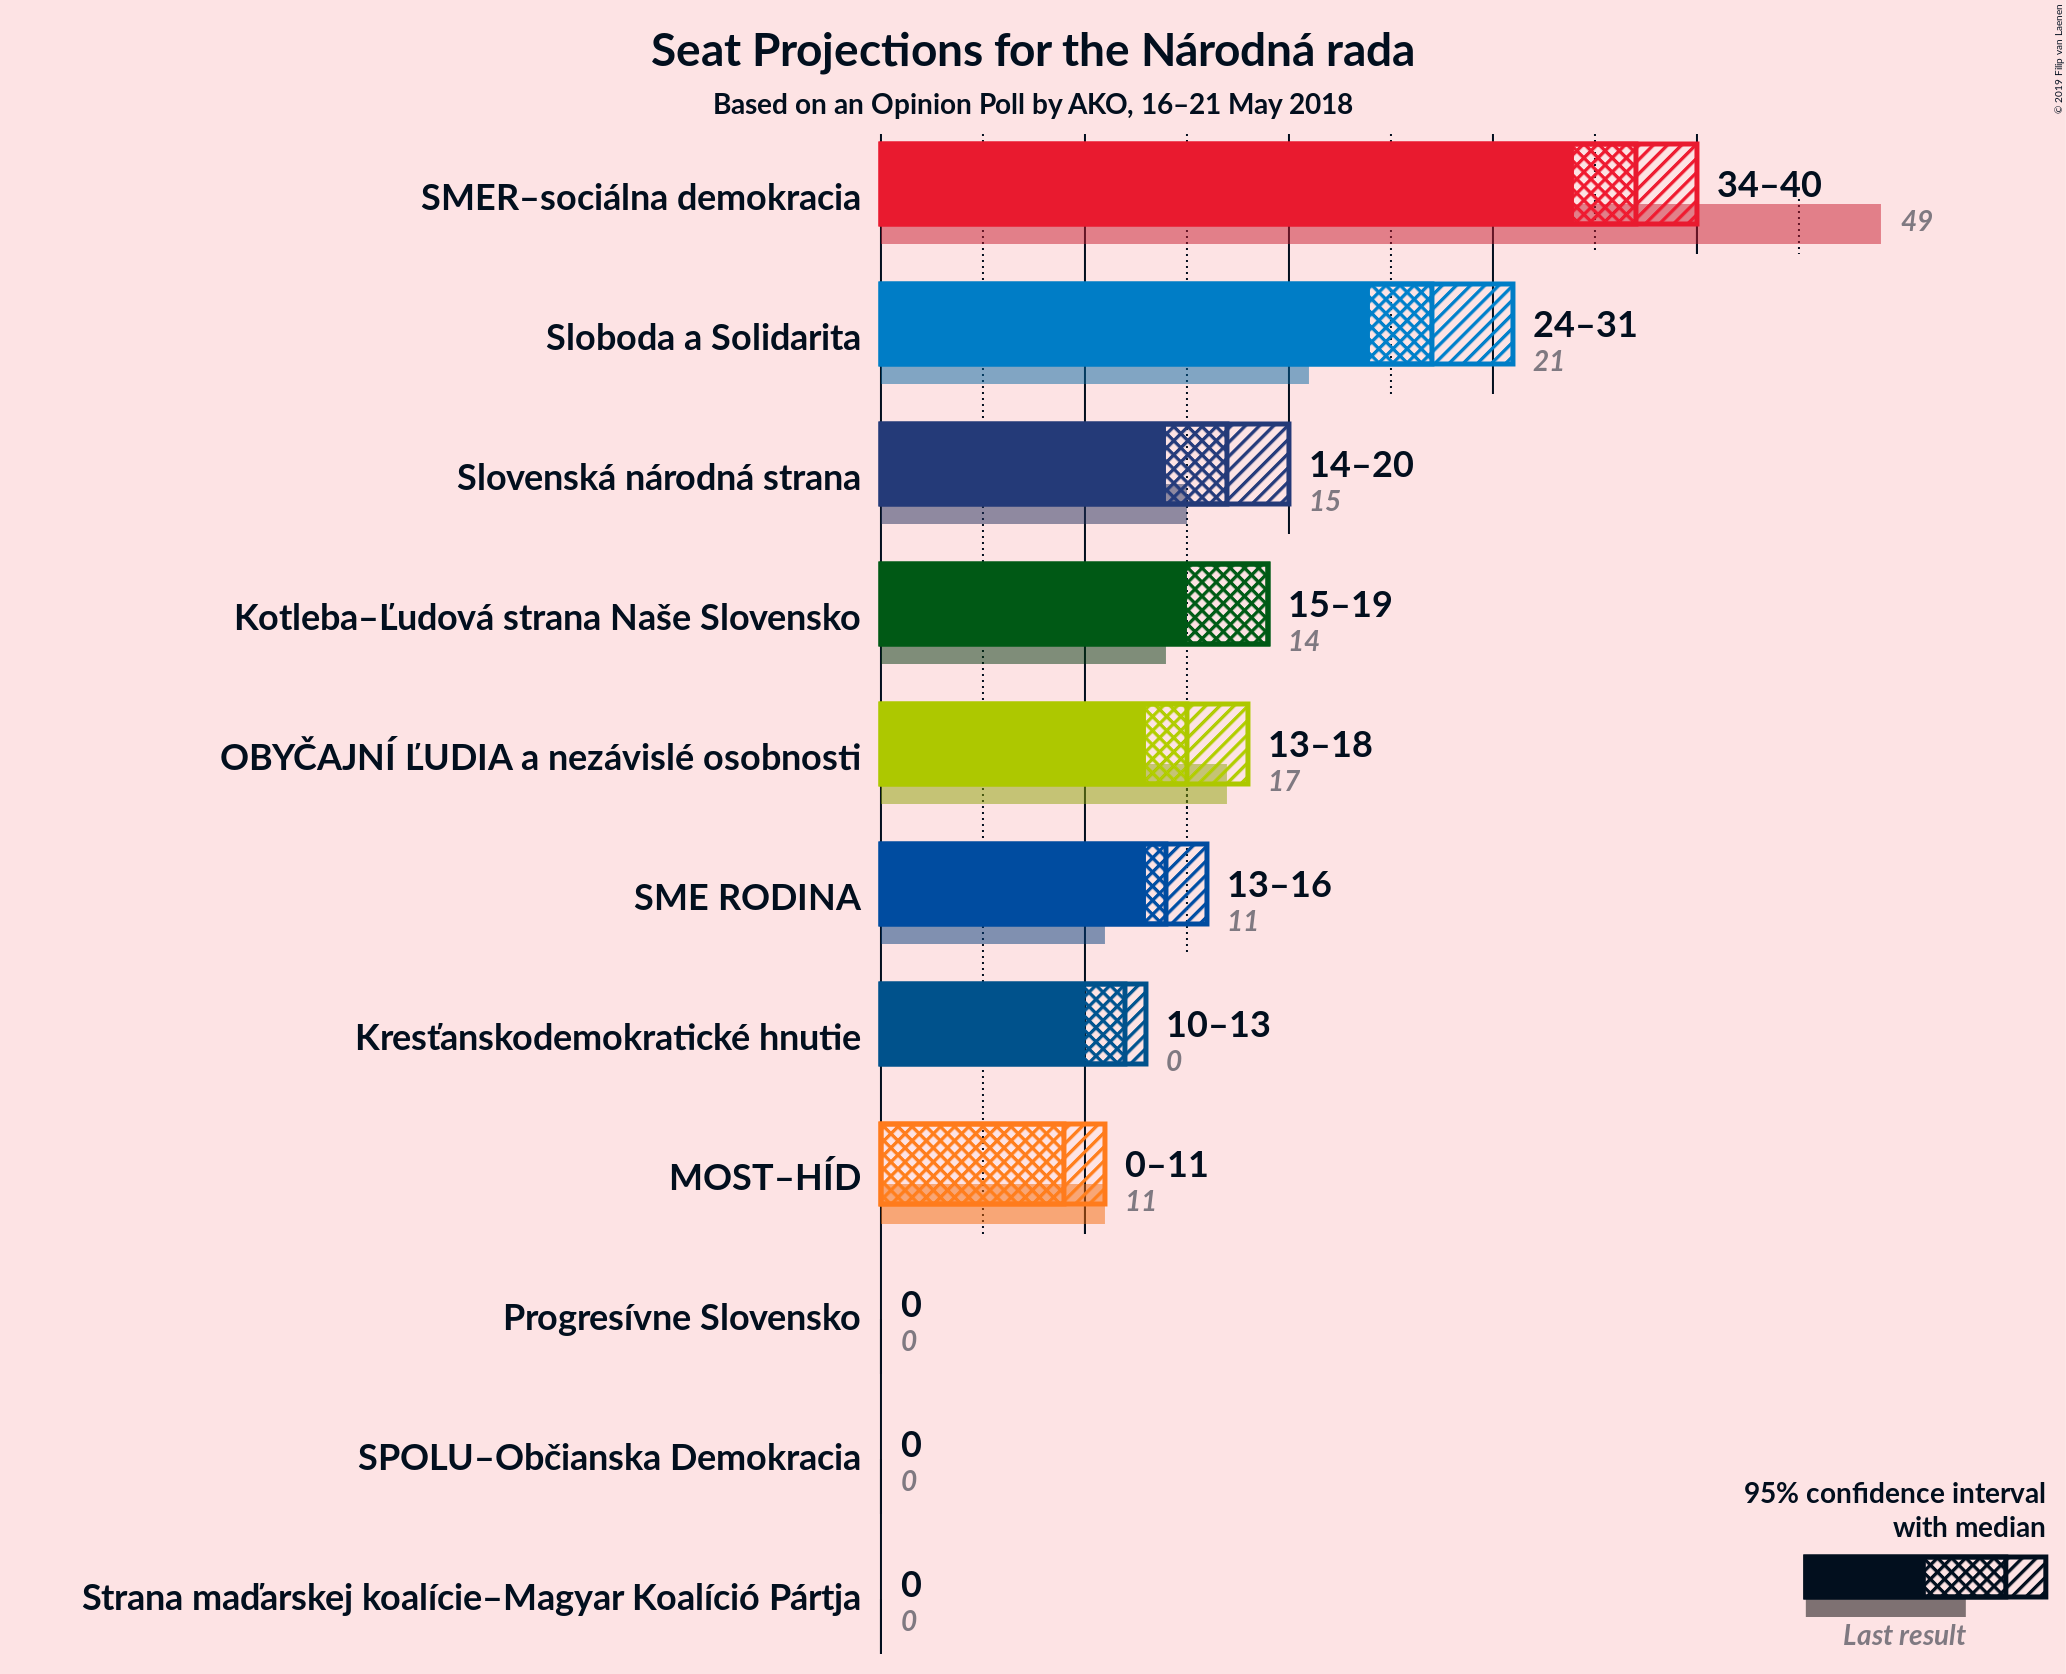 Seat Projections for the Národná rada
Based on an Opinion Poll by AKO, 16–21 May 2018
© 2019 Filip van Laenen
SMER–sociálna demokracia
34–40
49
Sloboda a Solidarita
24–31
21
Slovenská národná strana
14–20
15
Kotleba–Ľudová strana Naše Slovensko
15–19
14
OBYČAJNÍ ĽUDIA a nezávislé osobnosti
13–18
17
SME RODINA
13–16
11
Kresťanskodemokratické hnutie
10–13
0
MOST–HÍD
0–11
11
Progresívne Slovensko
0
0
SPOLU–Občianska Demokracia
0
0
Strana maďarskej koalície–Magyar Koalíció Pártja
0
0
95% confidence interval
with median
Last result